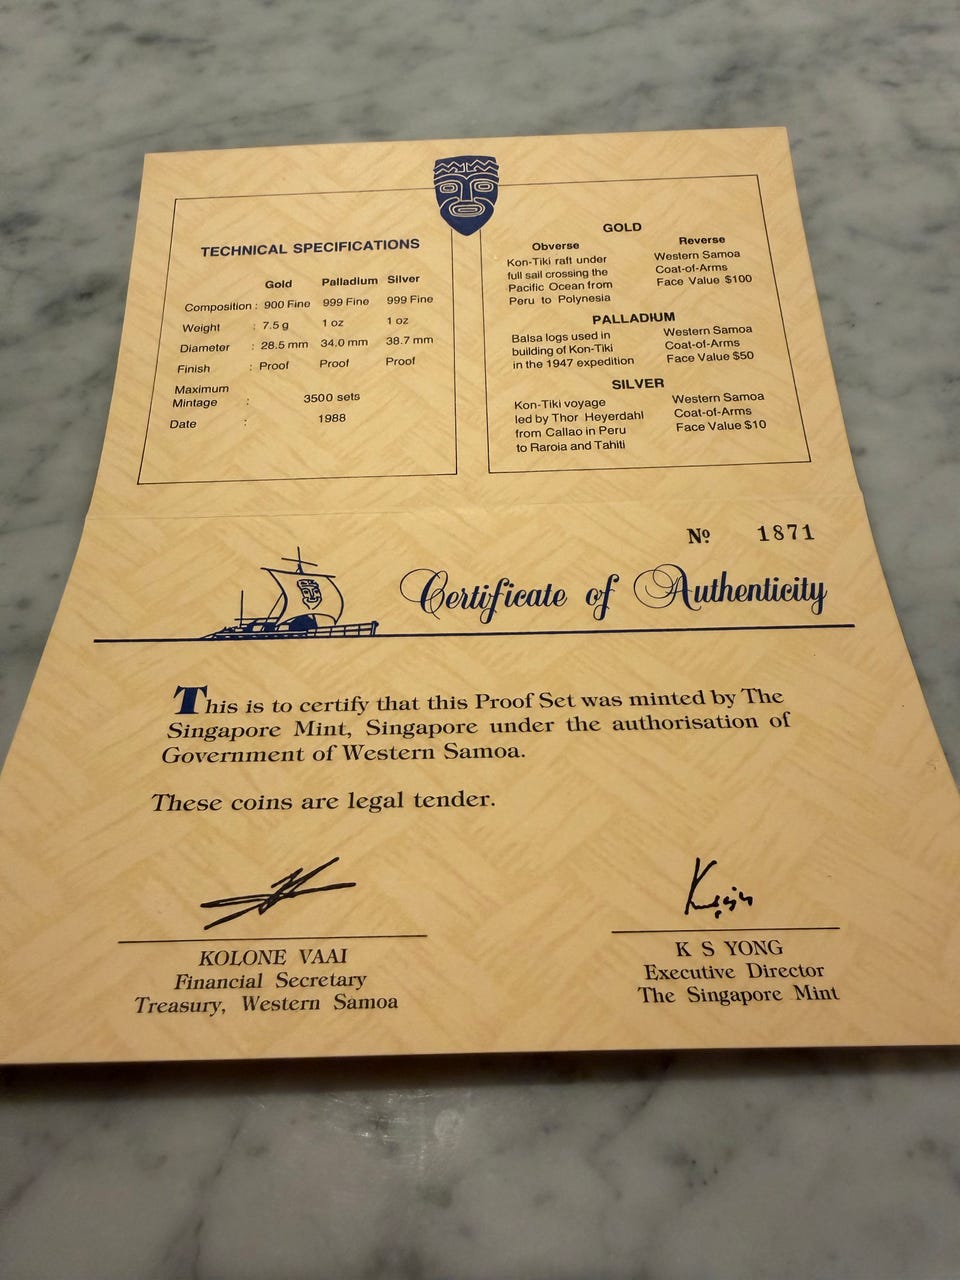 TECHNICAL SPECIFICATIONS
Gold Palladium Silver
Composition : 900 Fine 999 Fine 999 Fine
Weight : 7.5 g 1 oz 1 oz
Diameter : 28.5 mm 34.0 mm 38.7 mm
Finish : Proof Proof Proof
Maximum
Mintage : 3500 sets
Date : 1988
GOLD
Obverse
Kon-Tiki raft under
full sail crossing the
Pacific Ocean from
Peru to Polynesia
Reverse
Western Samoa
Coat-of-Arms
Face Value $100
PALLADIUM
Balsa logs used in
building of Kon-Tiki
in the 1947 expedition
Western Samoa
Coat-of-Arms
Face Value $50
SILVER
Kon-Tiki voyage
led by Thor Heyerdahl
from Callao in Peru
to Raroia and Tahiti
Western Samoa
Coat-of-Arms
Face Value $10
Nº 1871
Certificate of Authenticity
This is to certify that this Proof Set was minted by The
Singapore Mint, Singapore under the authorisation of
Government of Western Samoa.
These coins are legal tender.
KOLONE VAAI
Financial Secretary
Treasury, Western Samoa
K S YONG
Executive Director
The Singapore Mint